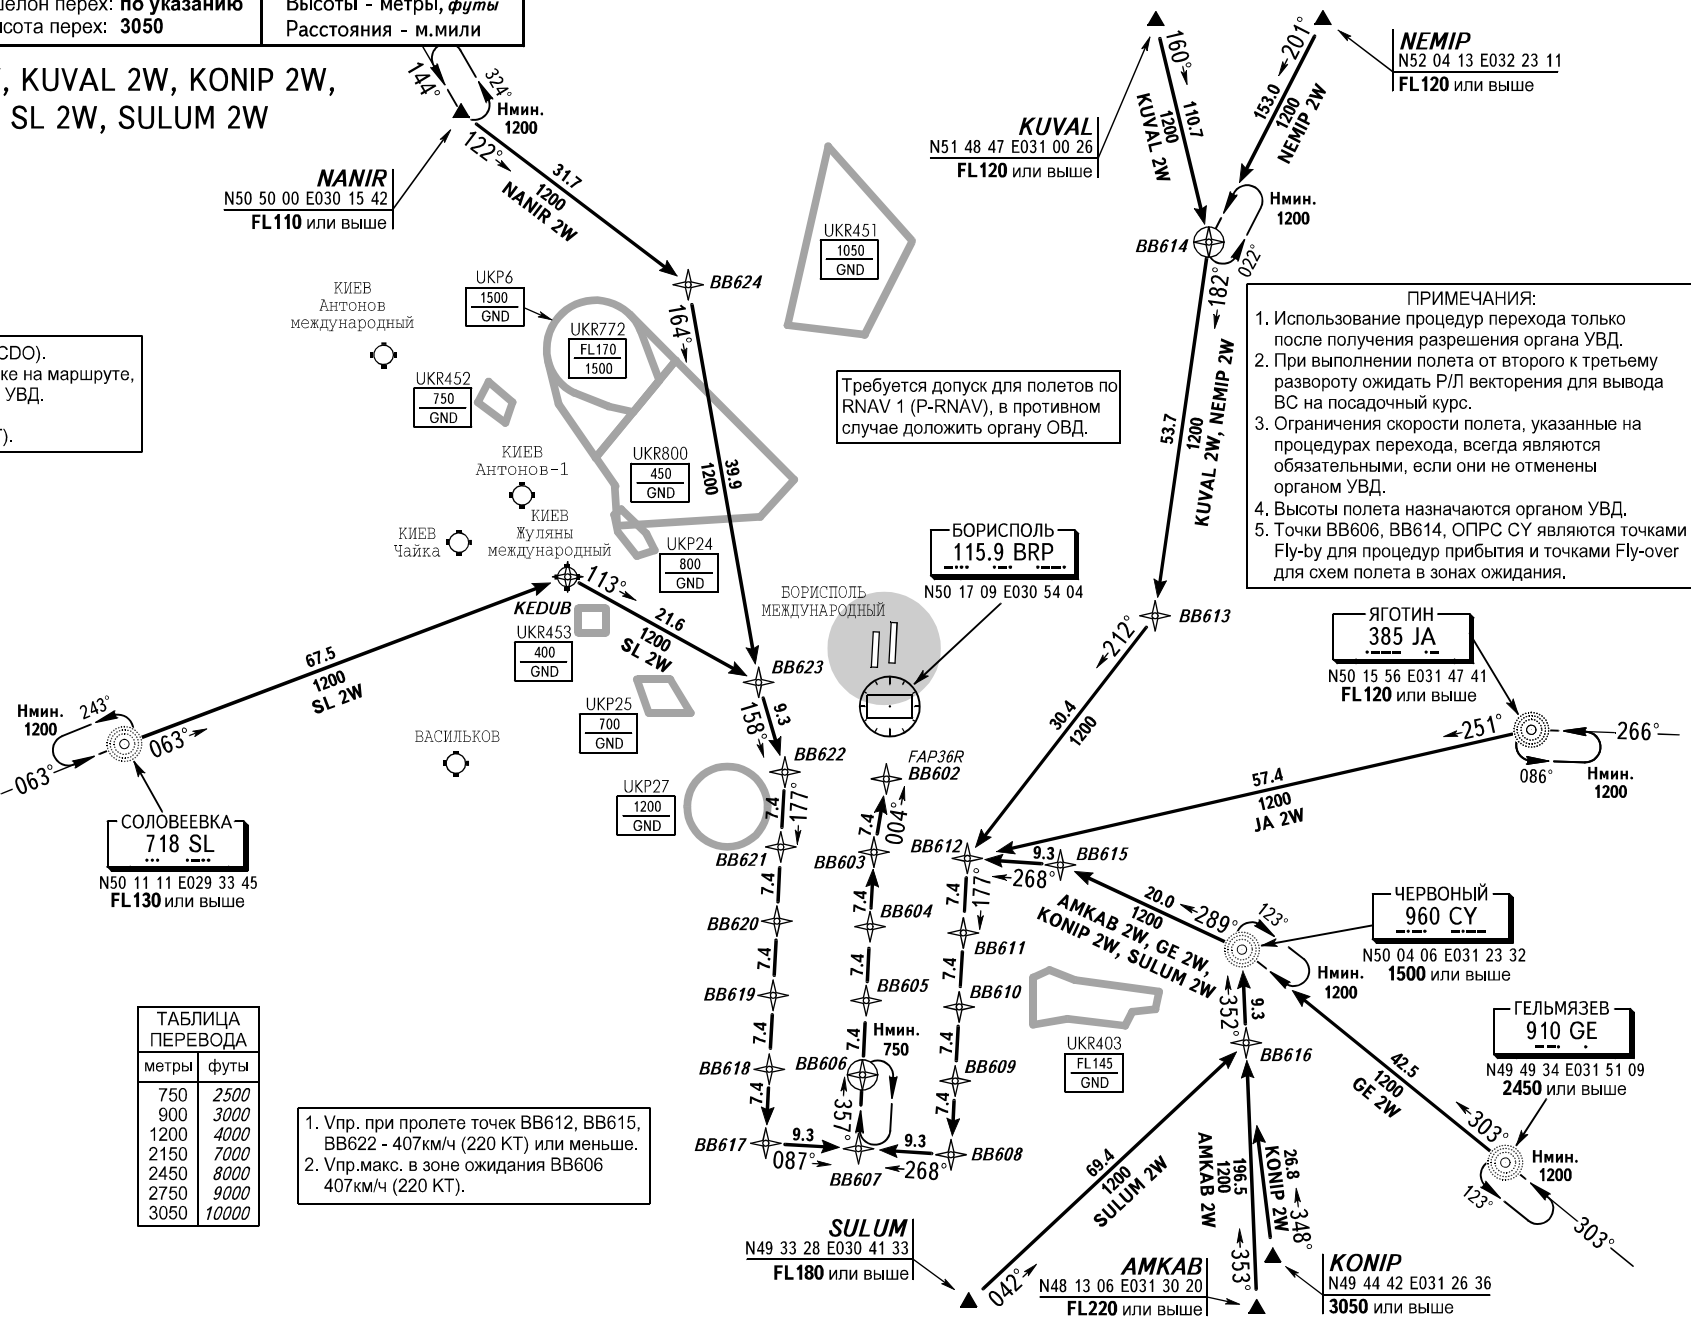 шелон перех: по указанию
сота перех: 3050
Высоты - метры, футы
Расстояния - м.мили
, KUVAL 2W, KONIP 2W,
SL 2W, SULUM 2W
144°
324°
Нмин.
1200
122°
31.7
1200
NANIR 2W
NANIR
N50 50 00 E030 15 42
FL110 или выше
160°
110.7
1200
KUVAL 2W
KUVAL
N51 48 47 E031 00 26
FL120 или выше
201°
153.0
1200
NEMIP 2W
NEMIP
N52 04 13 E032 23 11
FL120 или выше
Нмин.
1200
BB614
022°
182°
UKR451
1050
GND
BB624
164°
UKP6
1500
GND
КИЕВ
Антонов
международный
UKR772
FL170
1500
UKR452
750
GND
CDO).
ке на маршруте,
УВД.
Т).
Требуется допуск для полетов по
RNAV 1 (P-RNAV), в противном
случае доложить органу ОВД.
53.7
1200
KUVAL 2W, NEMIP 2W
ПРИМЕЧАНИЯ:
1. Использование процедур перехода только
после получения разрешения органа УВД.
2. При выполнении полета от второго к третьему
развороту ожидать Р/Л векторения для вывода
ВС на посадочный курс.
3. Ограничения скорости полета, указанные на
процедурах перехода, всегда являются
обязательными, если они не отменены
органом УВД.
4. Высоты полета назначаются органом УВД.
5. Точки BB606, BB614, ОПРС CY являются точками
Fly-by для процедур прибытия и точками Fly-over
для схем полета в зонах ожидания.
КИЕВ
Антонов-1
UKR800
450
GND
39.9
1200
КИЕВ
Чайка
КИЕВ
Жуляны
международный
UKP24
800
GND
БОРИСПОЛЬ
115.9 BRP
N50 17 09 E030 54 04
KEDUB
113°
21.6
1200
SL 2W
UKR453
400
GND
БОРИСПОЛЬ
МЕЖДУНАРОДНЫЙ
BB613
212°
30.4
1200
ЯГОТИН
385 JA
N50 15 56 E031 47 41
FL120 или выше
67.5
1200
SL 2W
BB623
9.3
158°
UKP25
700
GND
Нмин.
1200
243°
063°
063°
СОЛОВЕЕВКА
718 SL
N50 11 11 E029 33 45
FL130 или выше
ВАСИЛЬКОВ
251°
266°
086°
Нмин.
1200
57.4
1200
JA 2W
BB622
FAP36R
BB602
UKP27
1200
GND
7.4
177°
7.4
004°
BB621
BB603
BB612
9.3
BB615
268°
7.4
7.4
7.4
177°
20.0
1200
AMKAB 2W, GE 2W,
KONIP 2W, SULUM 2W
289°
123°
ЧЕРВОНЫЙ
960 CY
N50 04 06 E031 23 32
1500 или выше
BB620
BB604
BB611
7.4
7.4
7.4
Нмин.
1200
9.3
352°
BB619
BB605
BB610
UKR403
FL145
GND
7.4
7.4
Нмин.
750
7.4
BB616
ГЕЛЬМЯЗЕВ
910 GE
N49 49 34 E031 51 09
2450 или выше
BB618
BB606
BB609
42.5
1200
GE 2W
303°
7.4
357°
7.4
BB617
9.3
087°
BB607
9.3
268°
BB608
Нмин.
1200
123°
303°
ТАБЛИЦА
ПЕРЕВОДА
метры футы
750 2500
900 3000
1200 4000
2150 7000
2450 8000
2750 9000
3050 10000
1. Vпр. при пролете точек BB612, BB615,
BB622 - 407км/ч (220 KT) или меньше.
2. Vпр.макс. в зоне ожидания BB606
407км/ч (220 KT).
69.4
1200
SULUM 2W
042°
196.5
1200
AMKAB 2W
353°
26.8
KONIP 2W
348°
SULUM
N49 33 28 E030 41 33
FL180 или выше
AMKAB
N48 13 06 E031 30 20
FL220 или выше
KONIP
N49 44 42 E031 26 36
3050 или выше